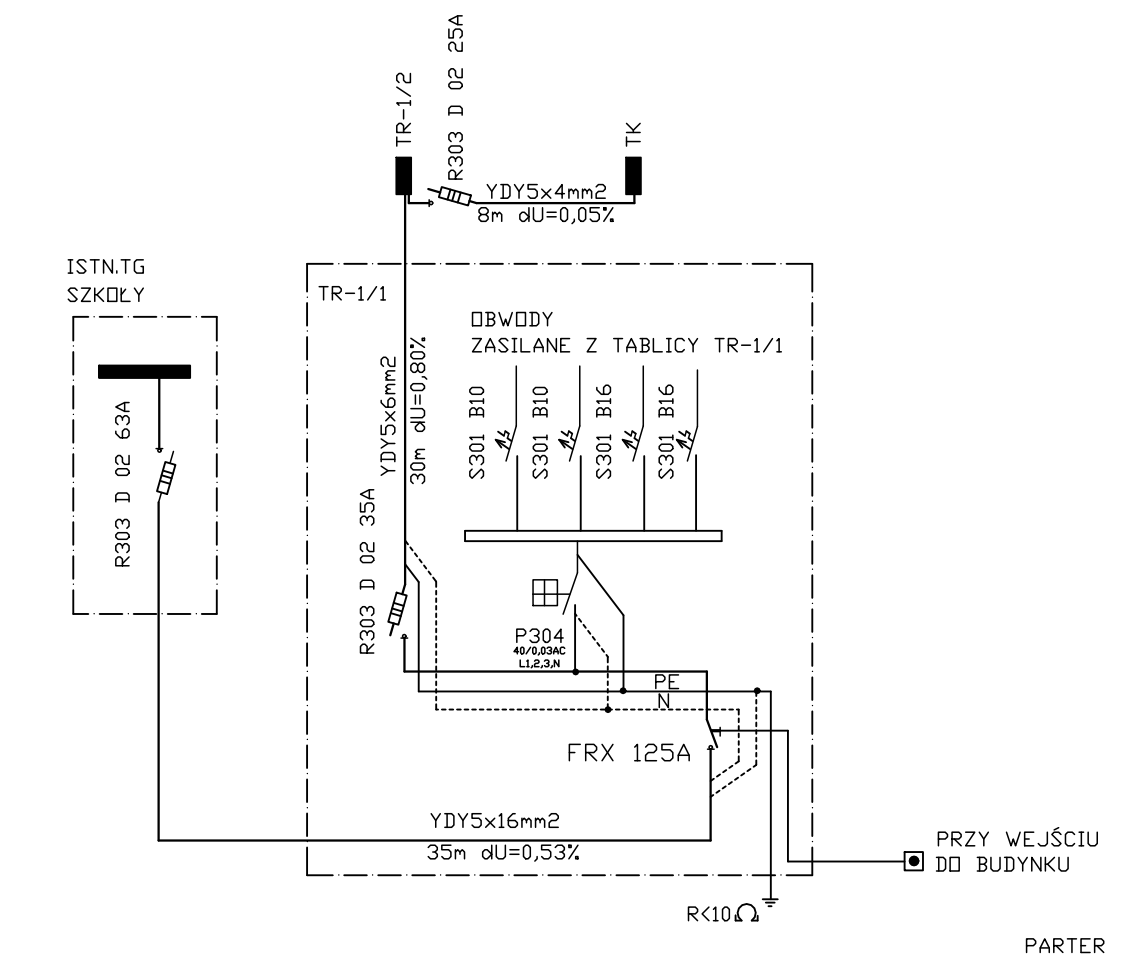 TR-1/2
R303 D 02 25A
TK
YDY5x4mm2
8m dU=0,05%
ISTN.TG
SZKOŁY
TR-1/1
OBWODY
ZASILANE Z TABLICY TR-1/1
R303 D 02 63A
YDY5x6mm2
30m dU=0,80%
S301 B10
S301 B10
S301 B16
S301 B16
R303 D 02 35A
P304
40/0,03AC
L1,2,3,N
PE
N
FRX 125A
YDY5x16mm2
35m dU=0,53%
PRZY WEJŚCIU
DO BUDYNKU
R<10Ω
PARTER